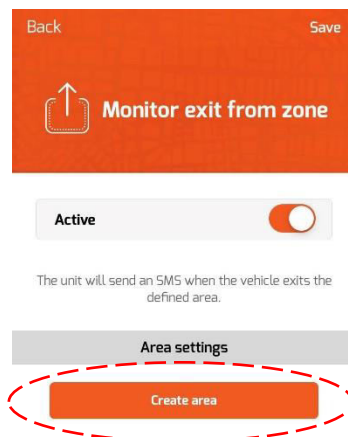 Back
Save
Monitor exit from zone
Active
The unit will send an SMS when the vehicle exits the
defined area.
Area settings
Create area